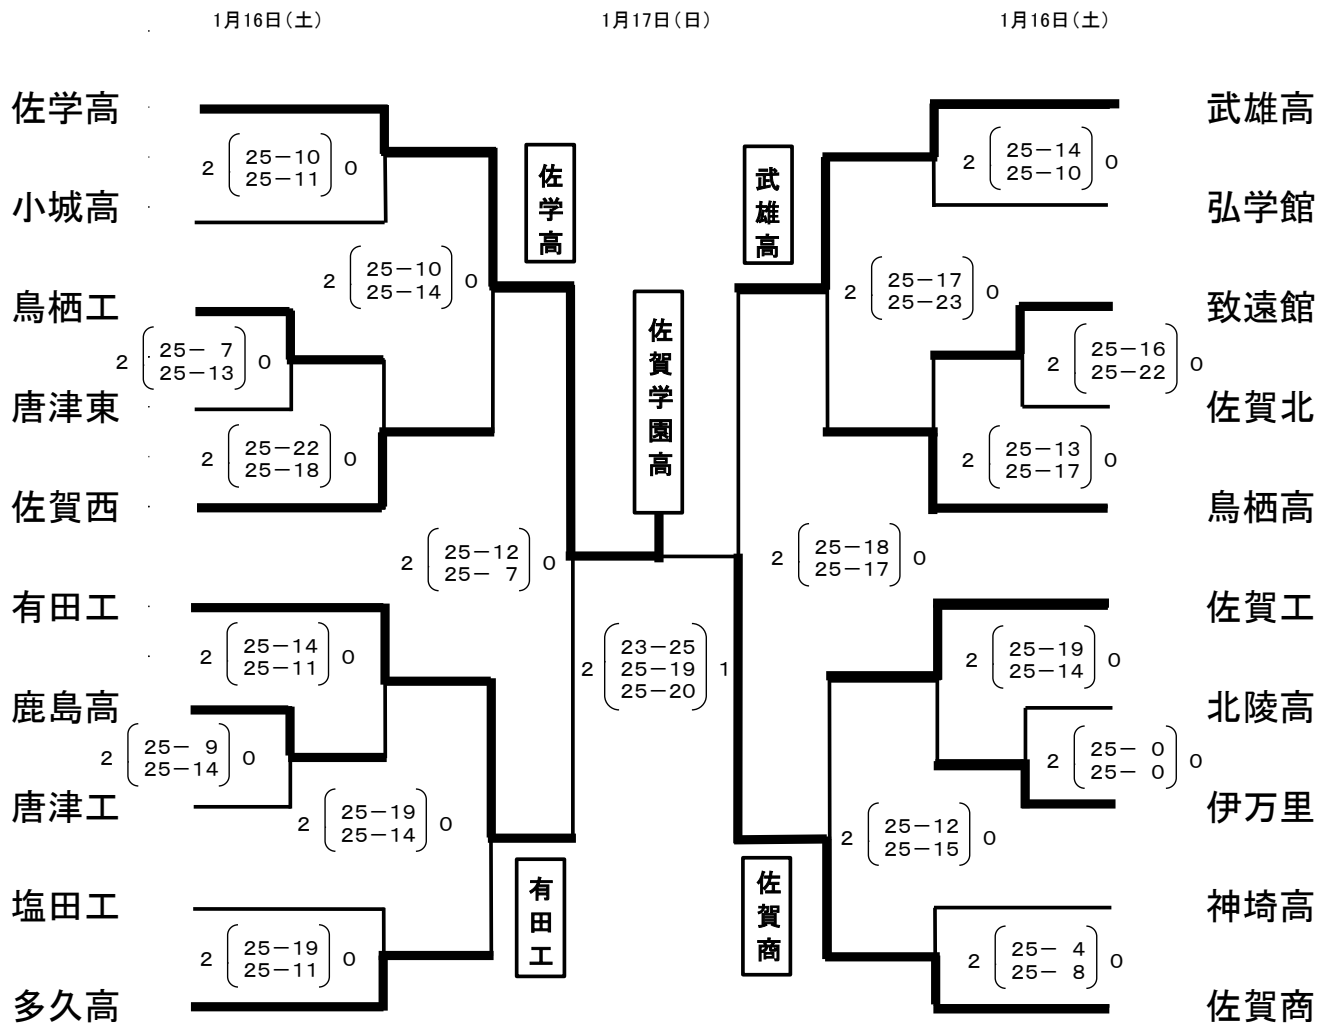 1月16日(土)
1月17日(日)
1月16日(土)
佐学高
小城高
鳥栖工
唐津東
佐賀西
有田工
鹿島高
唐津工
塩田工
多久高
2 25-10 0
25-11
2 25-10 0
25-14
2 25- 7 0
25-13
2 25-22 0
25-18
2 25-12 0
25- 7
2 25-14 0
25-11
2 25- 9 0
25-14
2 25-19 0
25-14
2 25-19 0
25-11
佐学高
有田工
佐賀学園高
2 23-25 1
25-19
25-20
武雄高
佐賀商
2 25-14 0
25-10
2 25-17 0
25-23
2 25-16 0
25-22
2 25-13 0
25-17
2 25-18 0
25-17
2 25-19 0
25-14
2 25- 0 0
25- 0
2 25-12 0
25-15
2 25- 4 0
25- 8
武雄高
弘学館
致遠館
佐賀北
鳥栖高
佐賀工
北陵高
伊万里
神埼高
佐賀商